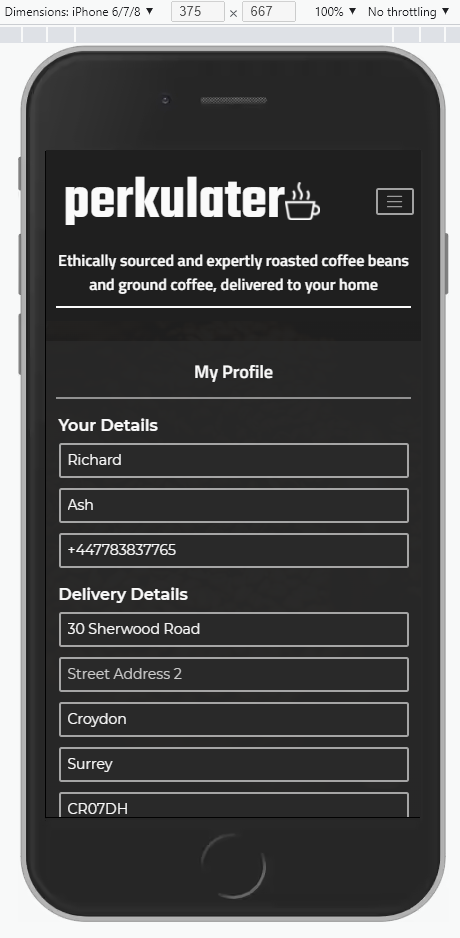 Dimensions: iPhone 6/7/8 ▼ 375 × 667 100% ▼ No throttling ▼
perkulater
Ethically sourced and expertly roasted coffee beans
and ground coffee, delivered to your home
My Profile
Your Details
Richard
Ash
+447783837765
Delivery Details
30 Sherwood Road
Street Address 2
Croydon
Surrey
CR07DH